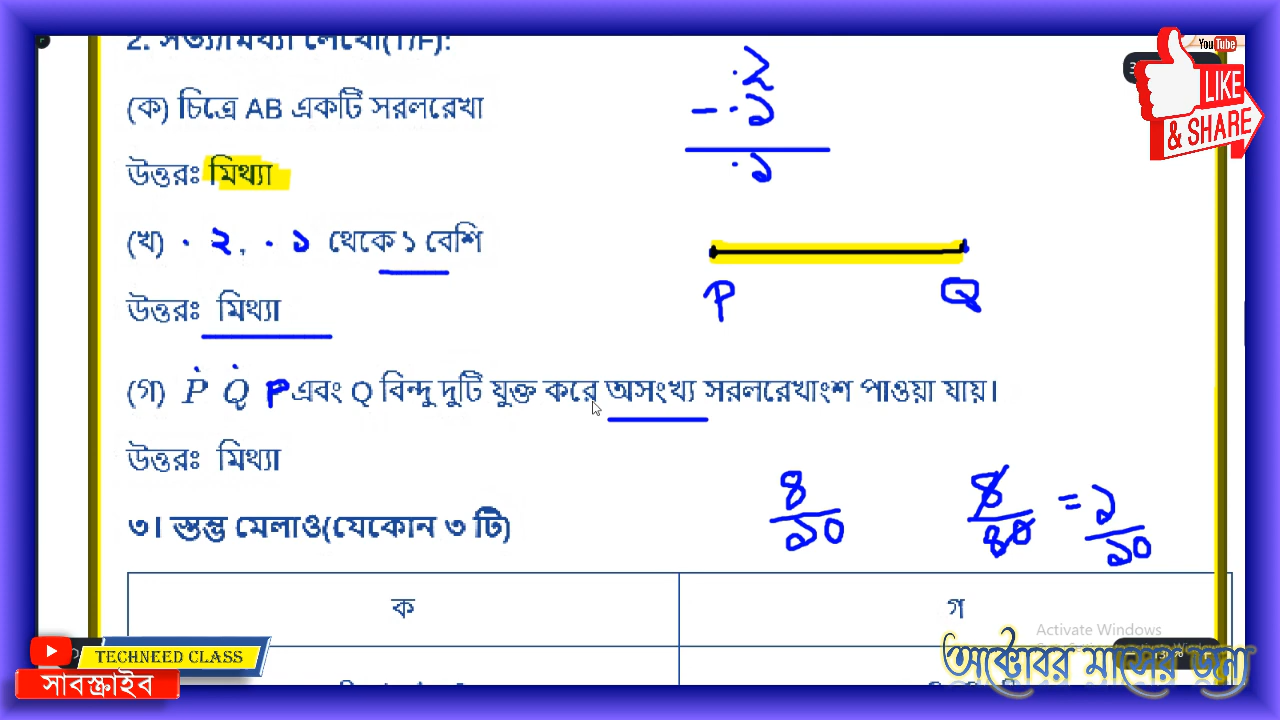 2. সত্য/মিথ্যা লেখো(T/F):
(ক) চিত্রে AB একটি সরলরেখা
উত্তরঃ মিথ্যা
(খ) · ২, · ১ থেকে ১ বেশি
উত্তরঃ মিথ্যা
(গ) P Q P এবং Q বিন্দু দুটি যুক্ত করে অসংখ্য সরলরেখাংশ পাওয়া যায়।
উত্তরঃ মিথ্যা
৩। স্তম্ভ মেলাও(যেকোন ৩ টি)
ক
গ
·২
- ·১
·১
P
Q
৪
১০
৪
৪০
= ১
১০
YouTube
LIKE
& SHARE
Activate Windows
TECHNEED CLASS
সাবস্ক্রাইব
অক্টোবর মাসের জন্য